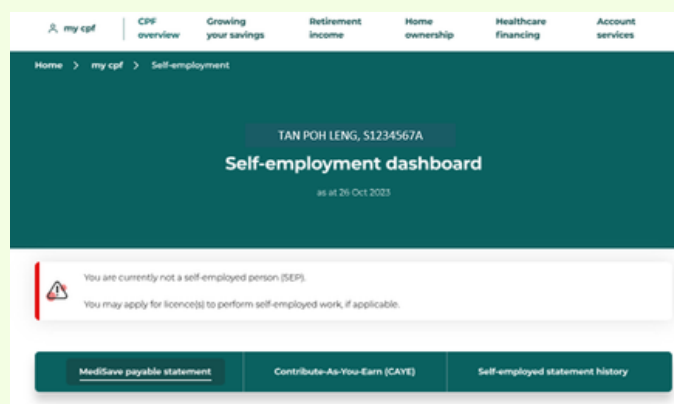 my cpf
CPF overview
Growing your savings
Retirement income
Home ownership
Healthcare financing
Account services
Home > my cpf > Self-employment
TAN POH LENG, S1234567A
Self-employment dashboard
as at 26 Oct 2023
You are currently not a self-employed person (SEP).
You may apply for licence(s) to perform self-employed work, if applicable.
MediSave payable statement
Contribute-As-You-Earn (CAYE)
Self-employed statement history